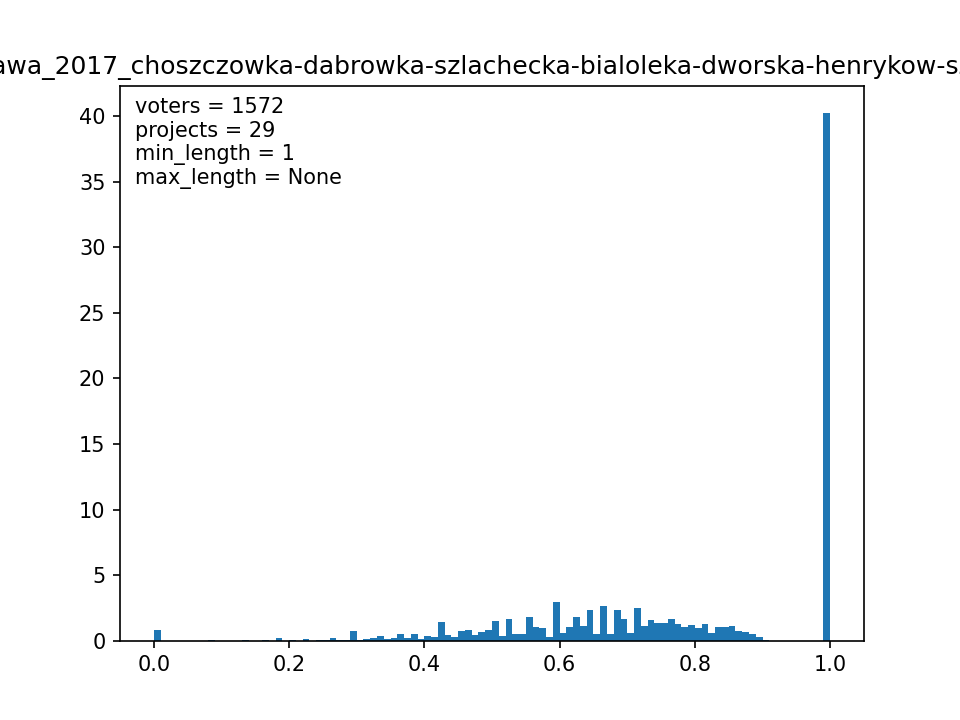 awa_2017_choszczowka-dabrowka-szlachecka-bialoleka-dworska-henrykow-s
voters = 1572
projects = 29
min_length = 1
max_length = None
40
35
30
25
20
15
10
5
0
0.0 0.2 0.4 0.6 0.8 1.0